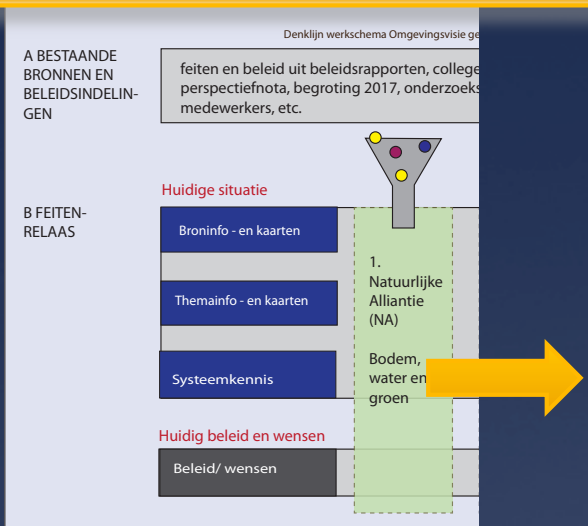 Denklijn werkschema Omgevingsvisie
A BESTAANDE
BRONNEN EN
BELEIDSINDELIN-
GEN
feiten en beleid uit beleidsrapporten, college
perspectiefnota, begroting 2017, onderzoeks
medewerkers, etc.
Huidige situatie
B FEITEN-
RELAAS
Broninfo - en kaarten
Themainfo - en kaarten
Systeemkennis
1.
Natuurlijke
Alliantie
(NA)
Bodem,
water en
groen
Huidig beleid en wensen
Beleid/ wensen